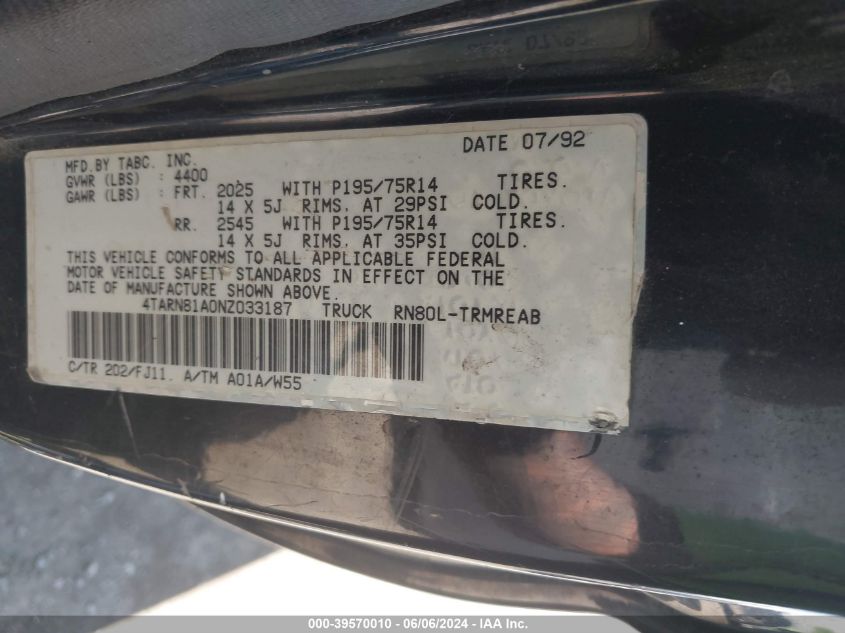 DATE 07/92
MFD.BY TABC. INC.
GVWR (LBS) : 4400
GAWR (LBS) : FRT. 2025 WITH P195/75R14 TIRES.
14 X 5J RIMS. AT 29PSI COLD.
RR. 2545 WITH P195/75R14 TIRES.
14 X 5J RIMS. AT 35PSI COLD.
THIS VEHICLE CONFORMS TO ALL APPLICABLE FEDERAL
MOTOR VEHICLE SAFETY STANDARDS IN EFFECT ON THE
DATE OF MANUFACTURE SHOWN ABOVE.
4TARN81A0NZ033187 TRUCK RN80L-TRMREAB
C/TR 202/FJ11. A/TM A01A/W55
000-39570010 - 06/06/2024 - IAA Inc.